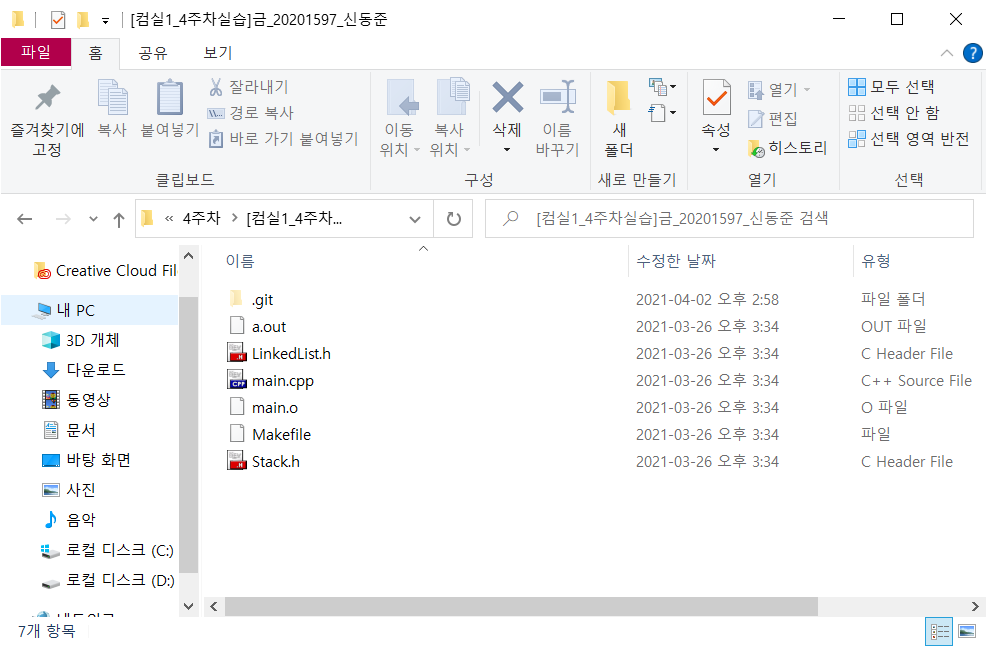 [컴실1_4주차실습]금_20201597_신동준
파일 홈 공유 보기
즐겨찾기에 고정
복사
붙여넣기
잘라내기
경로 복사
바로 가기 붙여넣기
클립보드
이동 위치
복사 위치
삭제
이름 바꾸기
구성
새 폴더
새로 만들기
속성
열기
편집
히스토리
열기
모두 선택
선택 안 함
선택 영역 반전
선택
« 4주차 > [컴실1_4주차...
[컴실1_4주차실습]금_20201597_신동준 검색
Creative Cloud Fil
내 PC
3D 개체
다운로드
동영상
문서
바탕 화면
사진
음악
로컬 디스크 (C:)
로컬 디스크 (D:)
이름 수정한 날짜 유형
.git 2021-04-02 오후 2:58 파일 폴더
a.out 2021-03-26 오후 3:34 OUT 파일
LinkedList.h 2021-03-26 오후 3:34 C Header File
main.cpp 2021-03-26 오후 3:34 C++ Source File
main.o 2021-03-26 오후 3:34 O 파일
Makefile 2021-03-26 오후 3:34 파일
Stack.h 2021-03-26 오후 3:34 C Header File
7개 항목